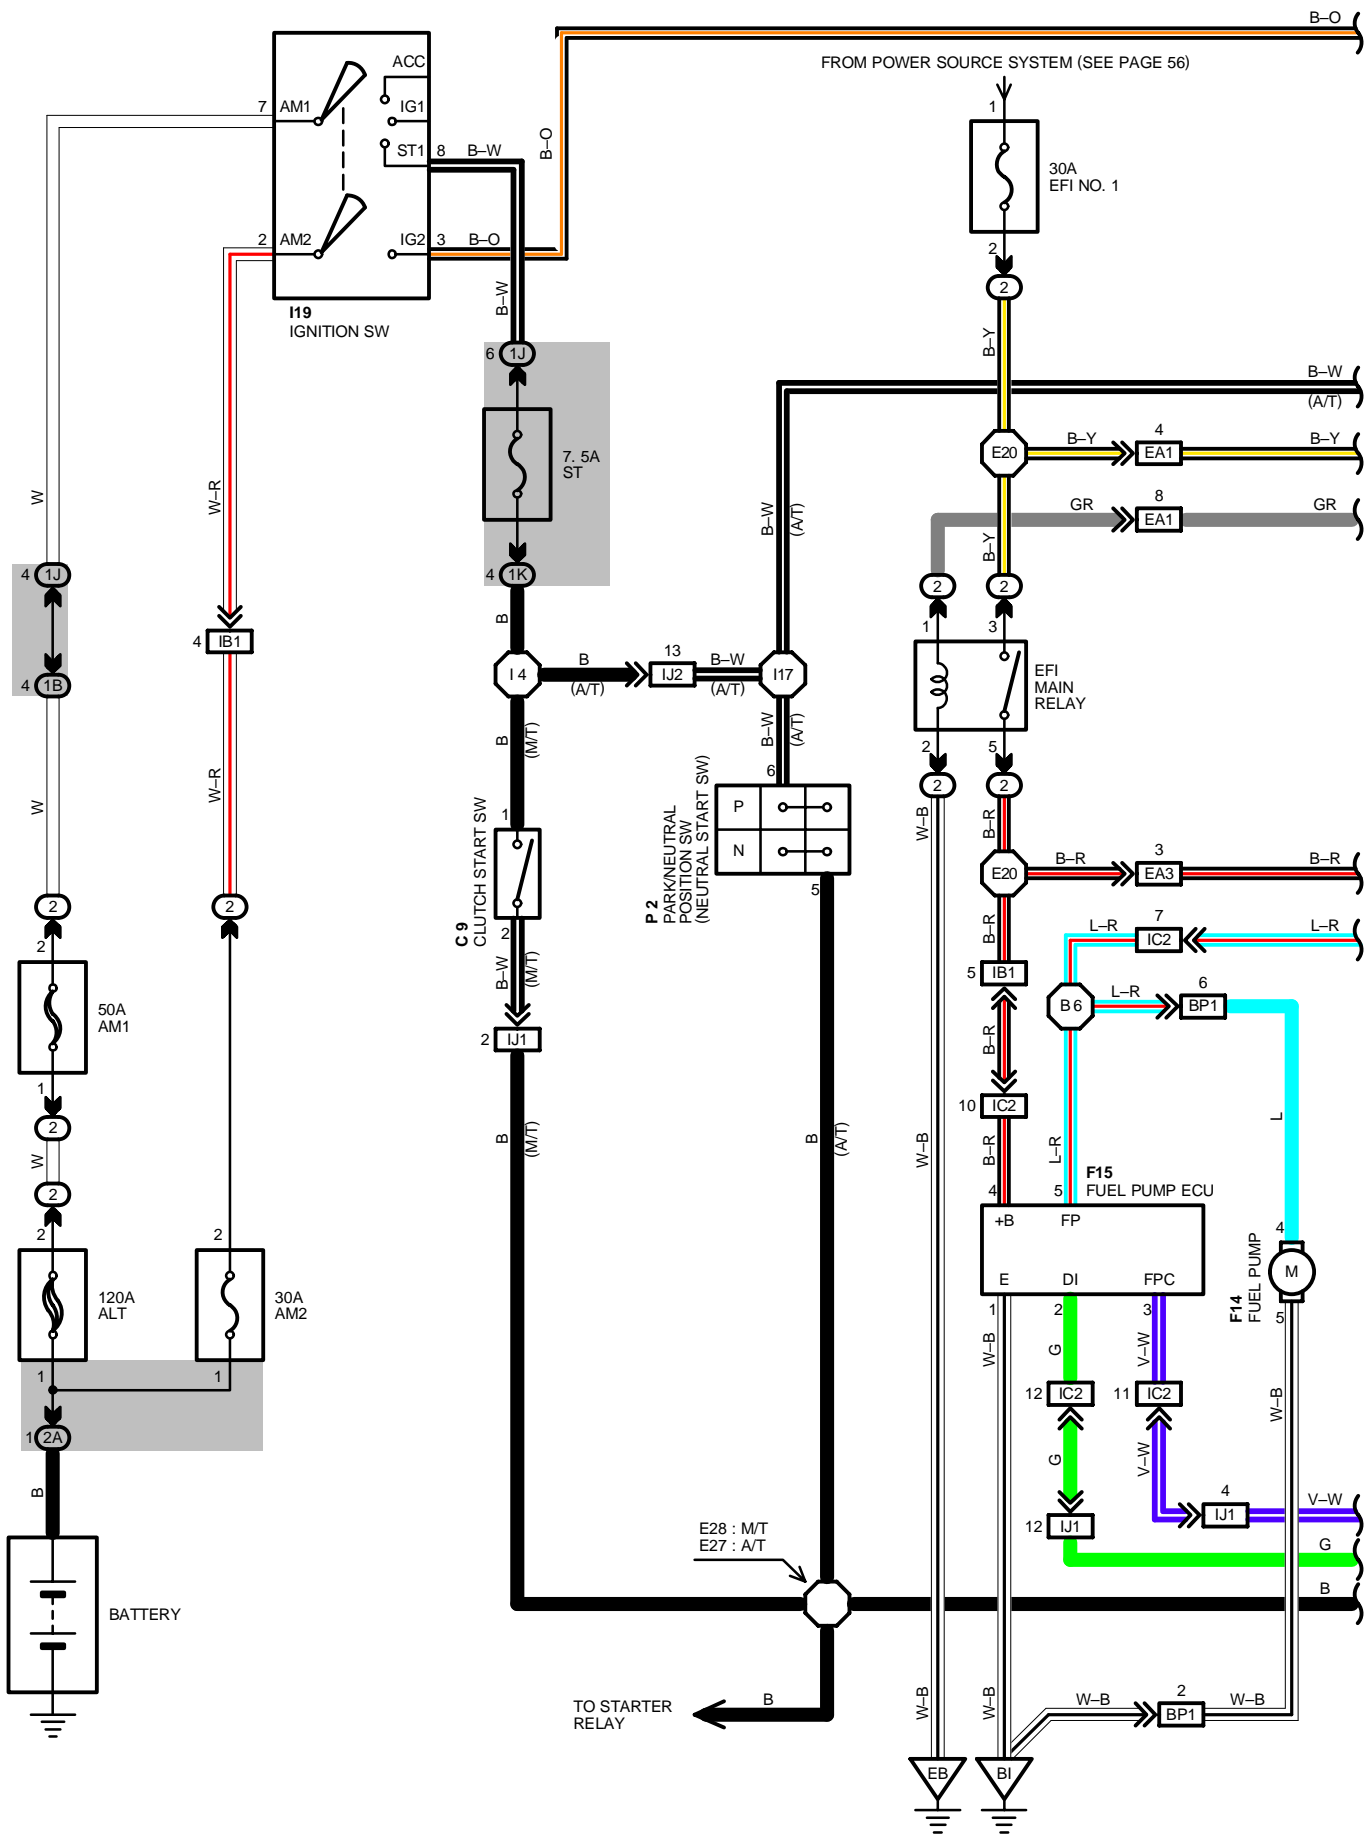 B–O
FROM POWER SOURCE SYSTEM (SEE PAGE 56)
ACC
7 AM1
IG1
1
ST1 8 B–W
B–O
30A
EFI NO. 1
2 AM2
IG2 3 B–O
2
2
I19
IGNITION SW
B–W
B–Y
6 1J
B–W
(A/T)
7. 5A
ST
E20
B–Y
4
EA1
B–Y
W
W–R
B–W
(A/T)
GR
8
EA1
GR
B–Y
4 1J
4 1K
2
2
B
1
3
4 IB1
I 4
B
(A/T)
13
IJ2
B–W
(A/T)
I17
EFI
MAIN
RELAY
4 1B
B
(M/T)
B–W
(A/T)
2
5
6
2
2
W
W–R
1
P
N
W–B
B–R
C 9
CLUTCH START SW
P 2
PARK/NEUTRAL
POSITION SW
(NEUTRAL START SW)
5
E20
B–R
3
EA3
B–R
2
2
2
B–W
(M/T)
B–R
L–R
7
IC2
L–R
2
5 IB1
50A
AM1
B 6
L–R
6
BP1
2 IJ1
B–R
1
2
10 IC2
B
(M/T)
B
(A/T)
W–B
B–R
L–R
L
W
F15
FUEL PUMP ECU
2
4
5
+B
FP
2
2
4
120A
ALT
30A
AM2
E
DI
FPC
M
F14
FUEL PUMP
1
2
3
5
W–B
G
V–W
1
1
12 IC2
11 IC2
W–B
1 2A
G
V–W
B
4
IJ1
V–W
E28 : M/T
E27 : A/T
12 IJ1
G
B
BATTERY
TO STARTER
RELAY
B
W–B
W–B
W–B
2
BP1
W–B
EB
BI